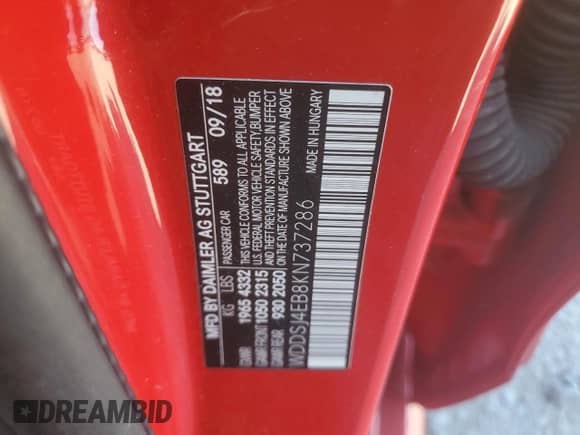 MFD BY DAIMLER AG STUTTGART
PASSENGER CAR 589 09/18
KG LBS
GVWR 1965 4332
GAWR FRONT 1050 2315
GAWR REAR 930 2050
THIS VEHICLE CONFORMS TO ALL APPLICABLE
U.S. FEDERAL MOTOR VEHICLE SAFETY, BUMPER
AND THEFT PREVENTION STANDARDS IN EFFECT
ON DATE OF MANUFACTURE SHOWN ABOVE
WDDSJ4EB8KN737286
MADE IN HUNGARY
DREAMBID